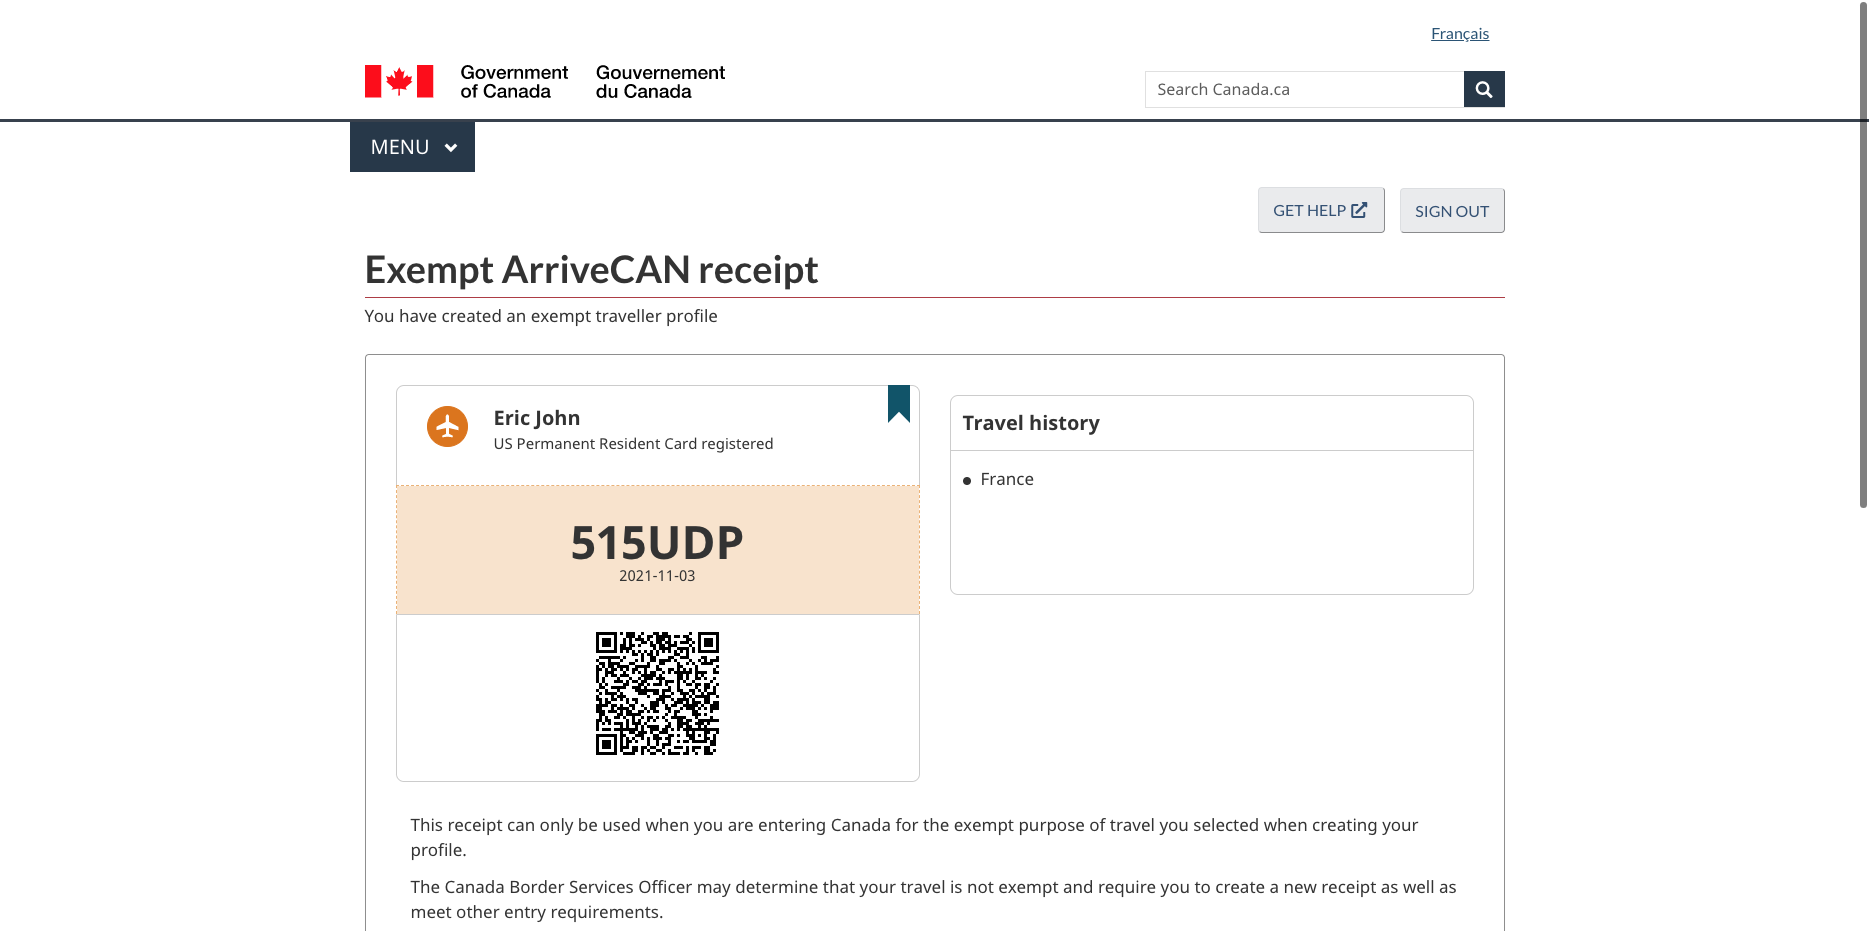 Français
Government of Canada
Gouvernement du Canada
Search Canada.ca
MENU
GET HELP
SIGN OUT
Exempt ArriveCAN receipt
You have created an exempt traveller profile
Eric John
US Permanent Resident Card registered
515UDP
2021-11-03
Travel history
France
This receipt can only be used when you are entering Canada for the exempt purpose of travel you selected when creating your
profile.
The Canada Border Services Officer may determine that your travel is not exempt and require you to create a new receipt as well as
meet other entry requirements.